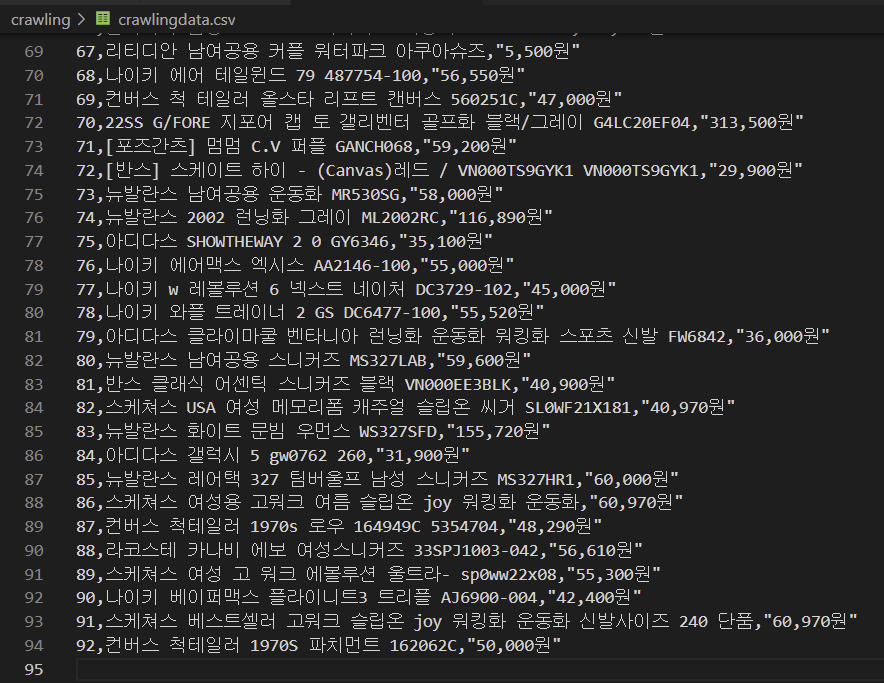 crawling > crawlingdata.csv
69 67,리티디안 남여공용 커플 워터파크 아쿠아슈즈,"5,500원"
70 68,나이키 에어 테일윈드 79 487754-100,"56,550원"
71 69,컨버스 척 테일러 올스타 리프트 캔버스 560251C,"47,000원"
72 70,22SS G/FORE 지포어 캡 토 갤리벤터 골프화 블랙/그레이 G4LC20EF04,"313,500원"
73 71,[포즈간츠] 멈멈 C.V 퍼플 GANCH068,"59,200원"
74 72,[반스] 스케이트 하이 - (Canvas)레드 / VN000TS9GYK1 VN000TS9GYK1,"29,900원"
75 73,뉴발란스 남여공용 운동화 MR530SG,"58,000원"
76 74,뉴발란스 2002 런닝화 그레이 ML2002RC,"116,890원"
77 75,아디다스 SHOWTHEWAY 2 0 GY6346,"35,100원"
78 76,나이키 에어맥스 엑시스 AA2146-100,"55,000원"
79 77,나이키 w 레볼루션 6 넥스트 네이처 DC3729-102,"45,000원"
80 78,나이키 와플 트레이너 2 GS DC6477-100,"55,520원"
81 79,아디다스 클라이마쿨 벤타니아 런닝화 운동화 워킹화 스포츠 신발 FW6842,"36,000원"
82 80,뉴발란스 남여공용 스니커즈 MS327LAB,"59,600원"
83 81,반스 클래식 어센틱 스니커즈 블랙 VN000EE3BLK,"40,900원"
84 82,스케쳐스 USA 여성 메모리폼 캐주얼 슬립온 씨거 SL0WF21X181,"40,970원"
85 83,뉴발란스 화이트 문빔 우먼스 WS327SFD,"155,720원"
86 84,아디다스 갤럭시 5 gw0762 260,"31,900원"
87 85,뉴발란스 레어택 327 팀버울프 남성 스니커즈 MS327HR1,"60,000원"
88 86,스케쳐스 여성용 고워크 여름 슬립온 joy 워킹화 운동화,"60,970원"
89 87,컨버스 척테일러 1970s 로우 164949C 5354704,"48,290원"
90 88,라코스테 카나비 에보 여성스니커즈 33SPJ1003-042,"56,610원"
91 89,스케쳐스 여성 고 워크 에볼루션 울트라- sp0ww22x08,"55,300원"
92 90,나이키 베이퍼맥스 플라이니트3 트리플 AJ6900-004,"42,400원"
93 91,스케쳐스 베스트셀러 고워크 슬립온 joy 워킹화 운동화 신발사이즈 240 단품,"60,970원"
94 92,컨버스 척테일러 1970S 파치먼트 162062C,"50,000원"
95